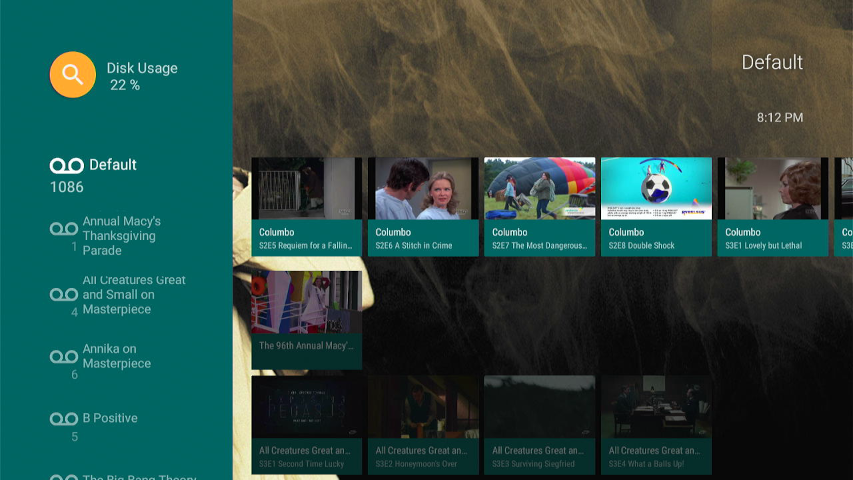 Disk Usage
22 %
Default
8:12 PM
Default
1086
Annual Macy's
Thanksgiving
Parade
1
All Creatures Great
and Small on
Masterpiece
4
Annika on
Masterpiece
6
B Positive
5
The Big Bang Theory
Columbo
S2E5 Requiem for a Fallin...
Columbo
S2E6 A Stitch in Crime
Columbo
S2E7 The Most Dangerous...
Columbo
S2E8 Double Shock
Columbo
S3E1 Lovely but Lethal
Co
S3E
The 96th Annual Macy'...
All Creatures Great an...
S3E1 Second Time Lucky
All Creatures Great an...
S3E2 Honeymoon's Over
All Creatures Great an...
S3E3 Surviving Siegfried
All Creatures Great an...
S3E4 What a Balls Up!